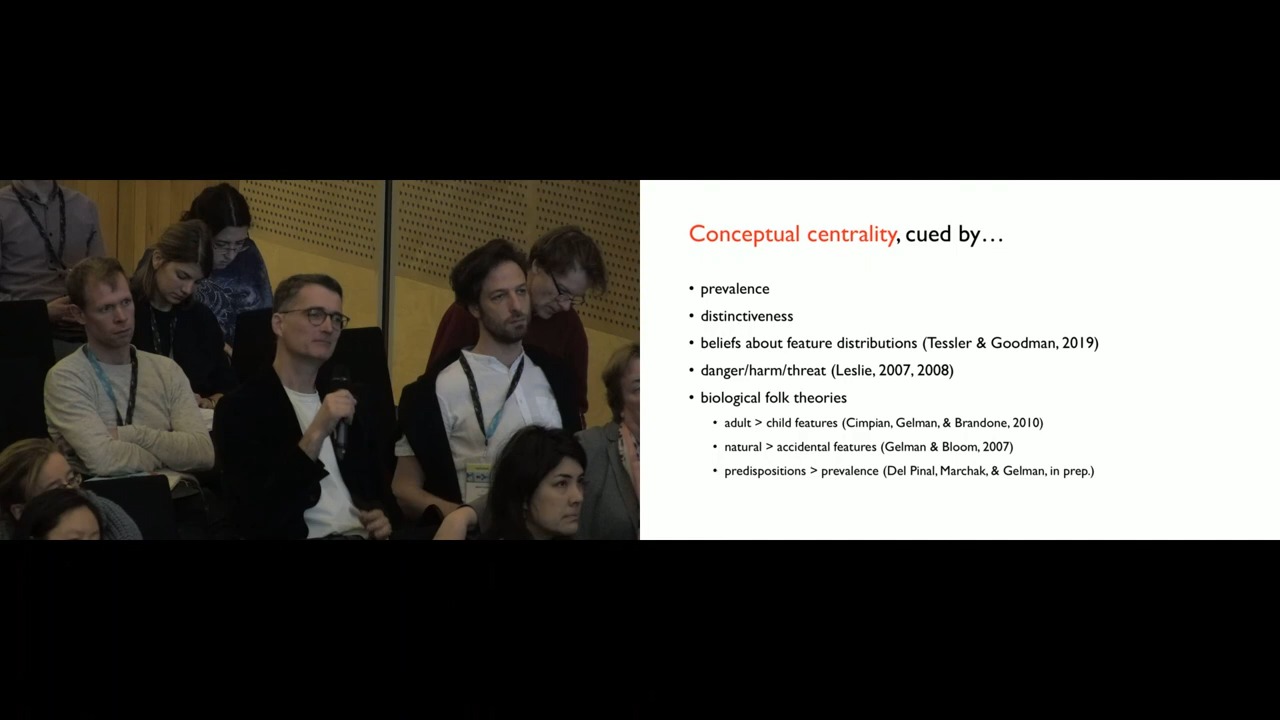 Conceptual centrality, cued by…
• prevalence
• distinctiveness
• beliefs about feature distributions (Tessler & Goodman, 2019)
• danger/harm/threat (Leslie, 2007, 2008)
• biological folk theories
• adult > child features (Cimpian, Gelman, & Brandone, 2010)
• natural > accidental features (Gelman & Bloom, 2007)
• predispositions > prevalence (Del Pinal, Marchak, & Gelman, in prep.)